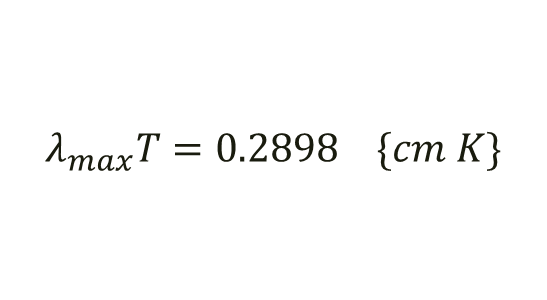 λ_max T = 0.2898 {cm K}